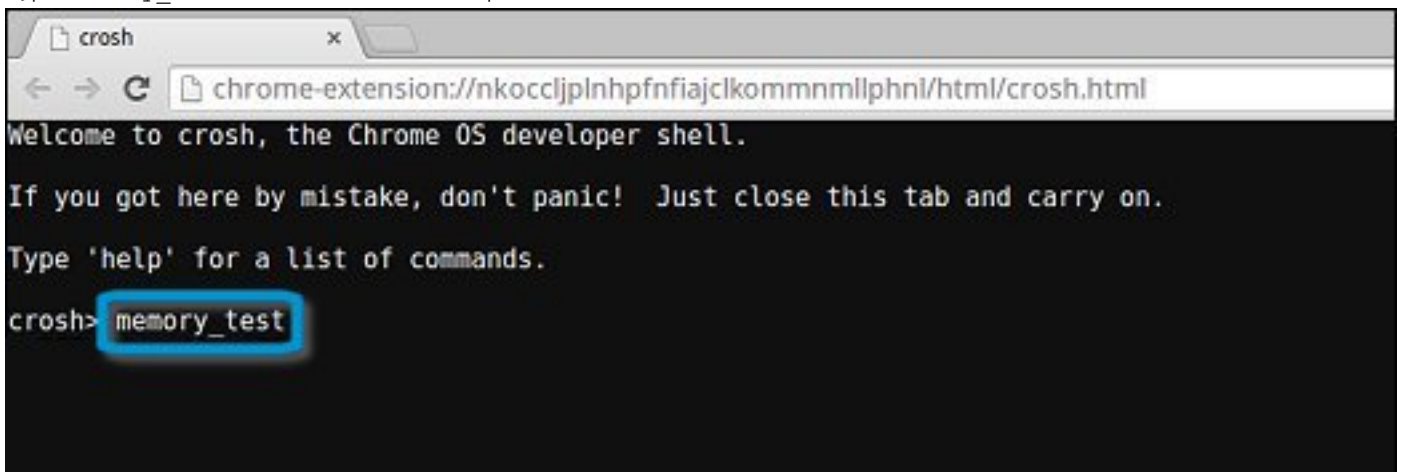 crosh
chrome-extension://nkoccljplnhpfnfiajclkommnmllphnl/html/crosh.html
Welcome to crosh, the Chrome OS developer shell.
If you got here by mistake, don't panic!  Just close this tab and carry on.
Type 'help' for a list of commands.
crosh> memory_test